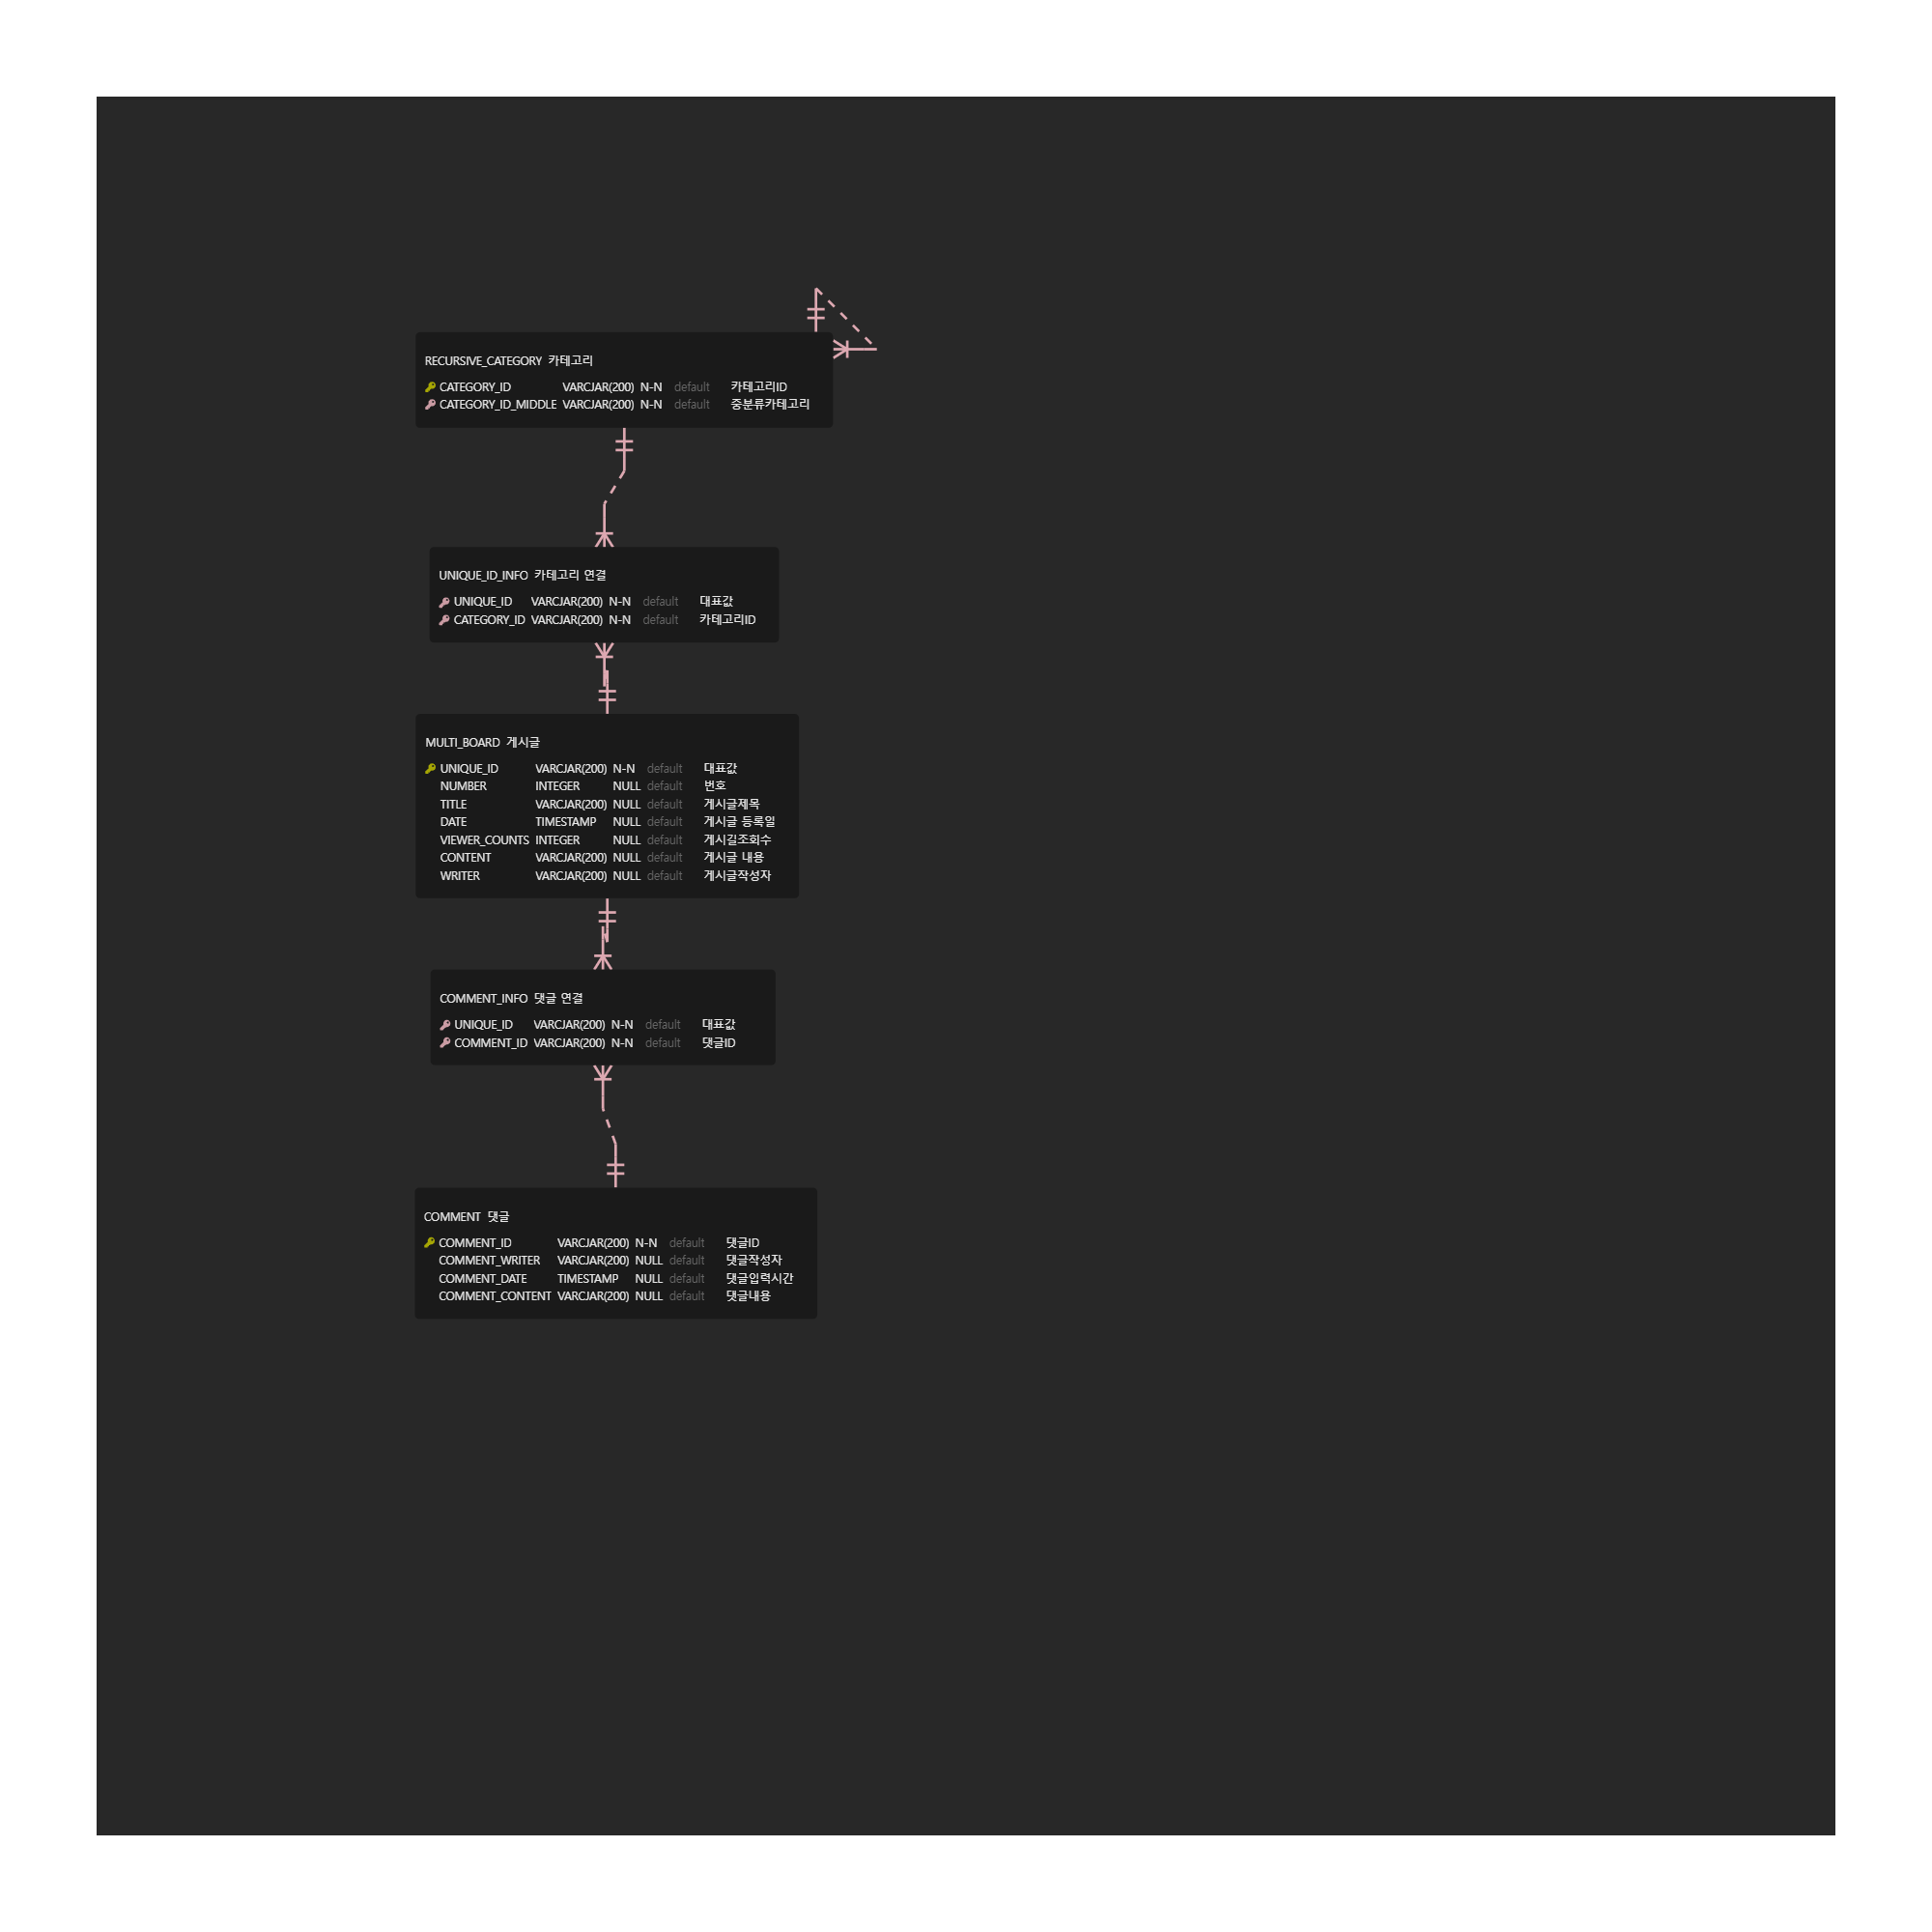 RECURSIVE_CATEGORY 카테고리
CATEGORY_ID VARCJAR(200) N-N default 카테고리ID
CATEGORY_ID_MIDDLE VARCJAR(200) N-N default 중분류카테고리
UNIQUE_ID_INFO 카테고리 연결
UNIQUE_ID VARCJAR(200) N-N default 대표값
CATEGORY_ID VARCJAR(200) N-N default 카테고리ID
MULTI_BOARD 게시글
UNIQUE_ID VARCJAR(200) N-N default 대표값
NUMBER INTEGER NULL default 번호
TITLE VARCJAR(200) NULL default 게시글제목
DATE TIMESTAMP NULL default 게시글 등록일
VIEWER_COUNTS INTEGER NULL default 게시길조회수
CONTENT VARCJAR(200) NULL default 게시글 내용
WRITER VARCJAR(200) NULL default 게시글작성자
COMMENT_INFO 댓글 연결
UNIQUE_ID VARCJAR(200) N-N default 대표값
COMMENT_ID VARCJAR(200) N-N default 댓글ID
COMMENT 댓글
COMMENT_ID VARCJAR(200) N-N default 댓글ID
COMMENT_WRITER VARCJAR(200) NULL default 댓글작성자
COMMENT_DATE TIMESTAMP NULL default 댓글입력시간
COMMENT_CONTENT VARCJAR(200) NULL default 댓글내용